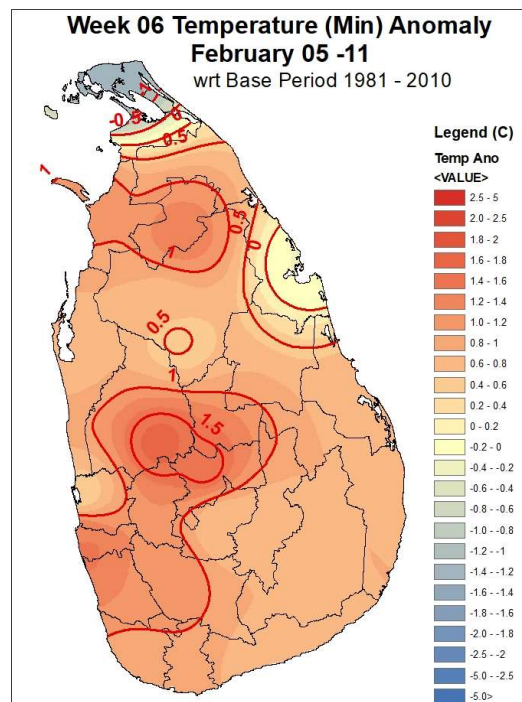 Week 06 Temperature (Min) Anomaly
February 05 -11
wrt Base Period 1981 - 2010
-1
0
-0.5
0.5
1
0.5
0
1
0.5
1
1.5
Legend (C)
Temp Ano
<VALUE>
2.5 - 5
2.0 - 2.5
1.8 - 2
1.6 - 1.8
1.4 - 1.6
1.2 - 1.4
1.0 - 1.2
0.8 - 1
0.6 - 0.8
0.4 - 0.6
0.2 - 0.4
0 - 0.2
-0.2 - 0
-0.4 - -0.2
-0.6 - -0.4
-0.8 - -0.6
-1.0 - -0.8
-1.2 - -1
-1.4 - -1.2
-1.6 - -1.4
-1.8 - -1.6
-2.0 - -1.8
-2.5 - -2
-5.0 - -2.5
-5.0>